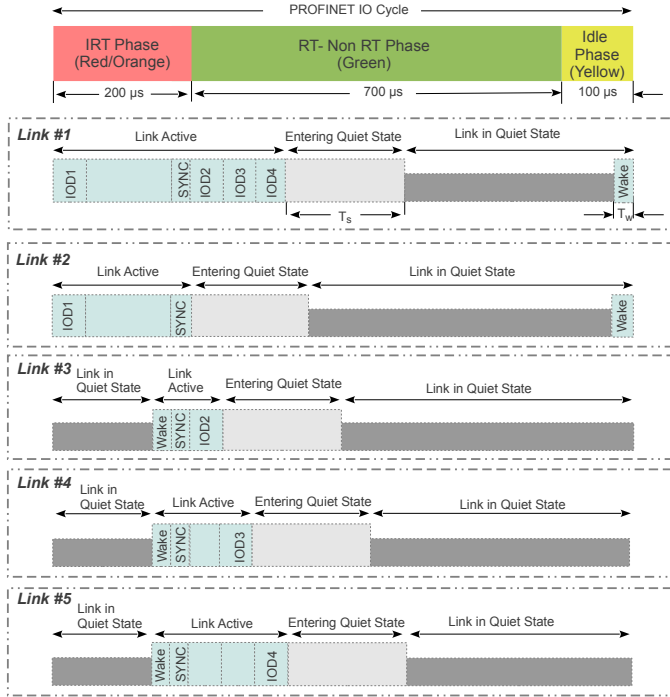 PROFINET IO Cycle
IRT Phase
(Red/Orange)
RT- Non RT Phase
(Green)
Idle
Phase
(Yellow)
200 µs
700 µs
100 µs
Link #1
Link Active
Entering Quiet State
Link in Quiet State
IOD1
SYNC
IOD2
IOD3
IOD4
Wake
Ts
Tw
Link #2
Link Active
Entering Quiet State
Link in Quiet State
IOD1
SYNC
Wake
Link #3
Link in
Quiet State
Link
Active
Entering Quiet State
Link in Quiet State
Wake
SYNC
IOD2
Link #4
Link in
Quiet State
Link Active
Entering Quiet State
Link in Quiet State
Wake
SYNC
IOD3
Link #5
Link in
Quiet State
Link Active
Entering Quiet State
Link in Quiet State
Wake
SYNC
IOD4